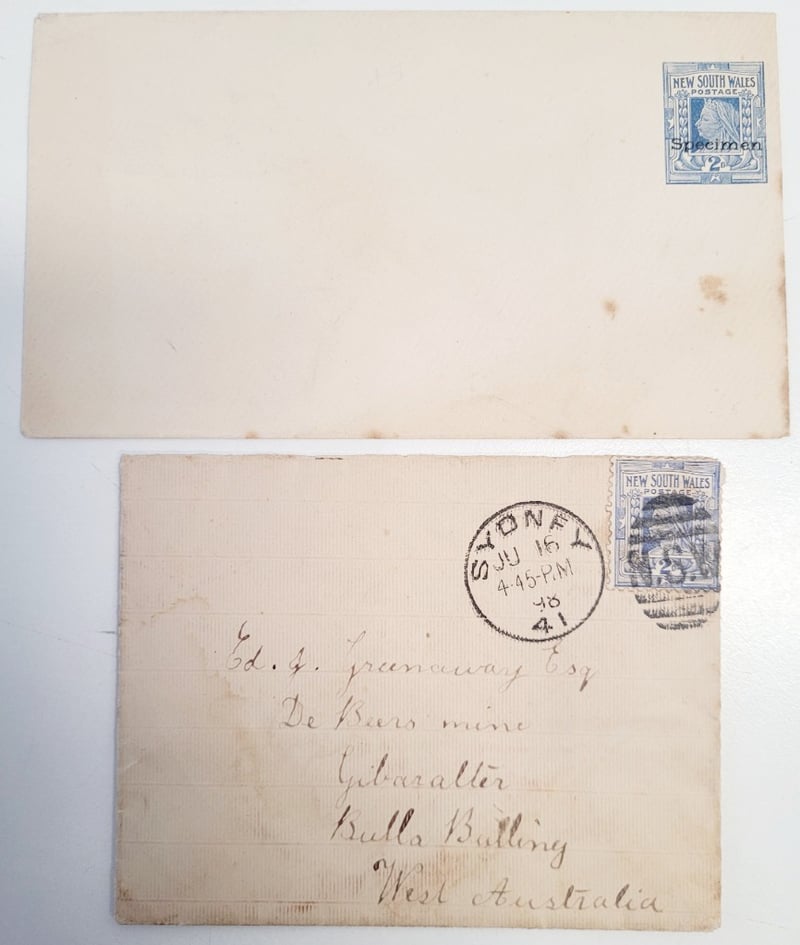 NEW SOUTH WALES
POSTAGE
Specimen
2D
NEW SOUTH WALES
POSTAGE
2
N.S.W
SYDNEY
JU 16
4·45-P.M
98
41
Ed. J. Greenaway Esq
De Beers mine
Gibaralter
Bulla Bulling
West Australia